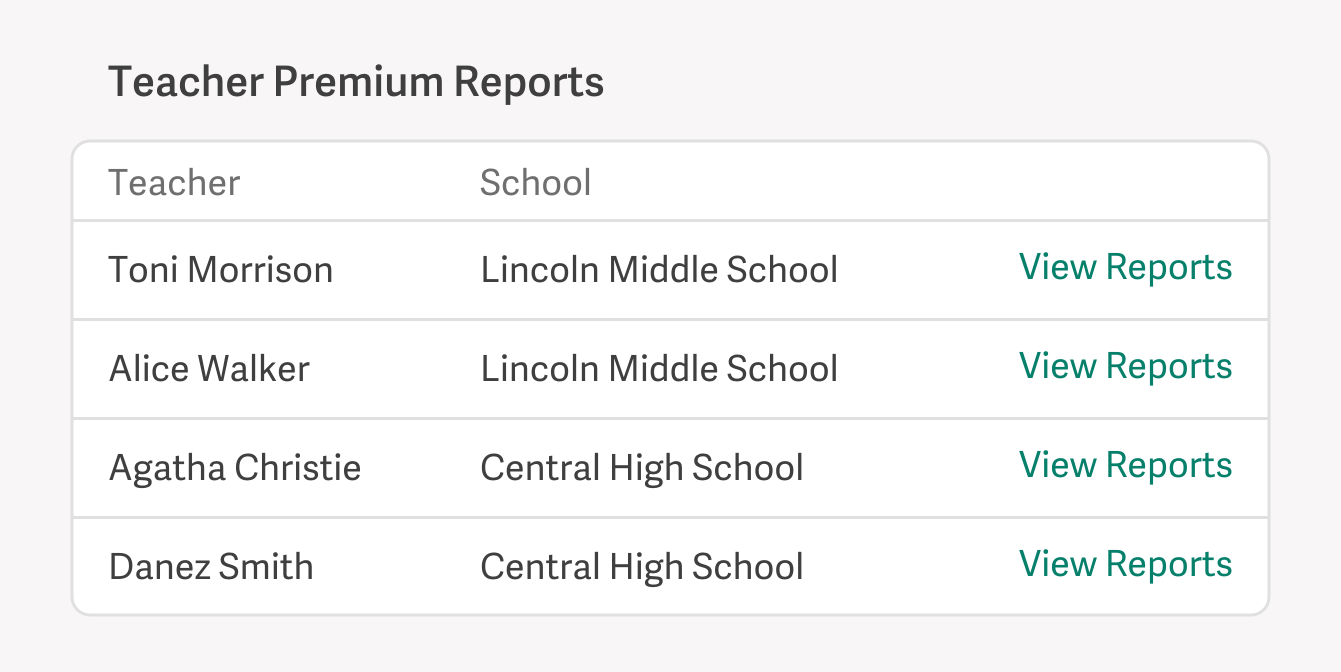 Teacher Premium Reports
Teacher School
Toni Morrison Lincoln Middle School View Reports
Alice Walker Lincoln Middle School View Reports
Agatha Christie Central High School View Reports
Danez Smith Central High School View Reports